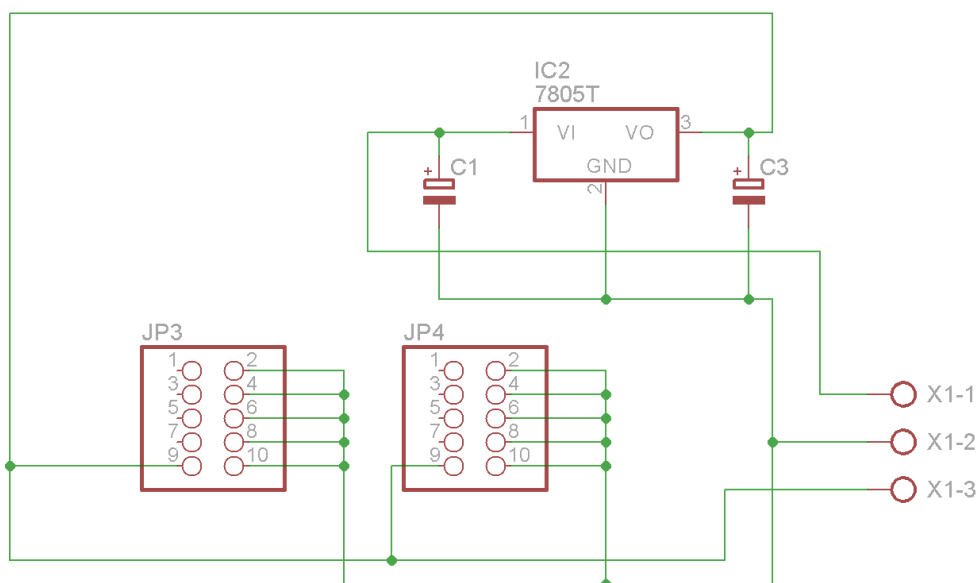 IC2
7805T
1 VI VO 3
GND
2
+ C1
+ C3
JP3
1 2
3 4
5 6
7 8
9 10
JP4
1 2
3 4
5 6
7 8
9 10
X1-1
X1-2
X1-3